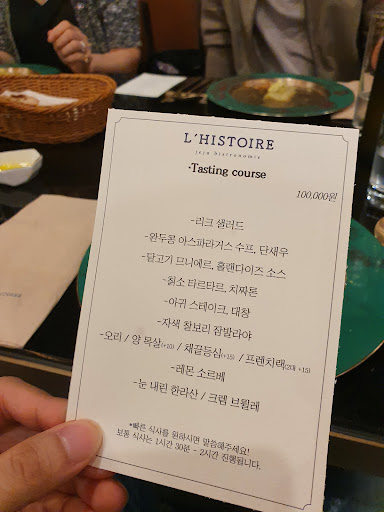 L'HISTOIRE
jeju bistronomie
·Tasting course
100,000원
-리크 샐러드
-완두콩 아스파라거스 수프, 단새우
-달고기 므니에르, 홀랜다이즈 소스
-칡소 타르타르, 치짜론
-아귀 스테이크, 대창
-자색 찰보리 잠발라야
-오리 / 양 목살(+10) / 채끝등심(+15) / 프렌치랙(2대 +15)
-레몬 소르베
-눈 내린 한라산 / 크렘 브륄레
*빠른 식사를 원하시면 말씀해주세요!
보통 식사는 1시간 30분 - 2시간 진행됩니다.